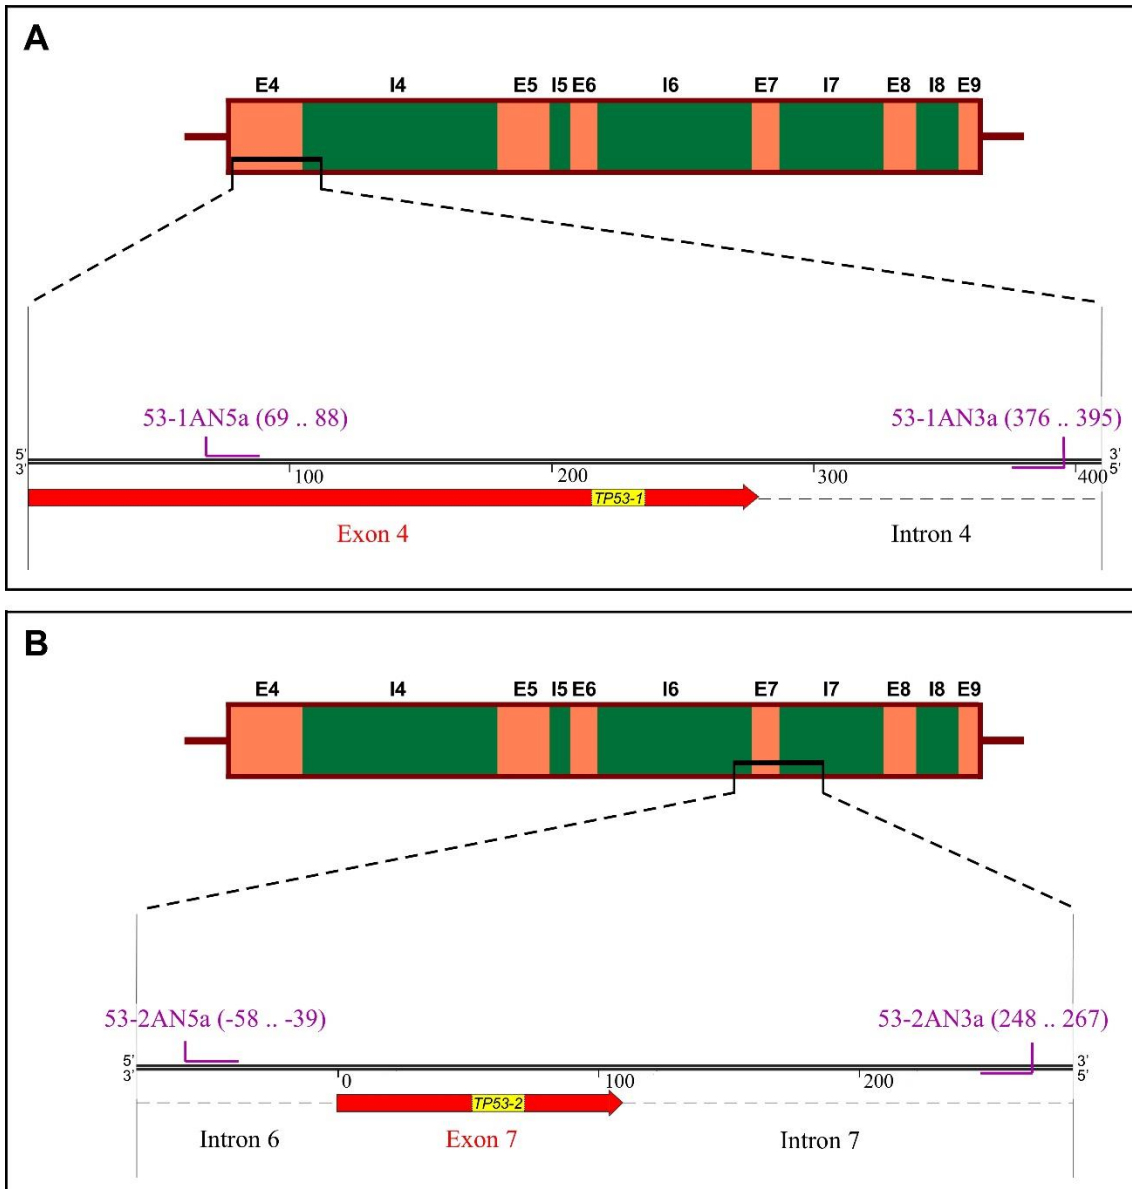 A
E4 I4 E5 I5 E6 I6 E7 I7 E8 I8 E9
53-1AN5a (69 .. 88) 53-1AN3a (376 .. 395)
5' 3'
3' 5'
100 200 300 400
TP53-1
Exon 4 Intron 4
B
E4 I4 E5 I5 E6 I6 E7 I7 E8 I8 E9
53-2AN5a (-58 .. -39) 53-2AN3a (248 .. 267)
5' 3'
3' 5'
0 100 200
TP53-2
Intron 6 Exon 7 Intron 7